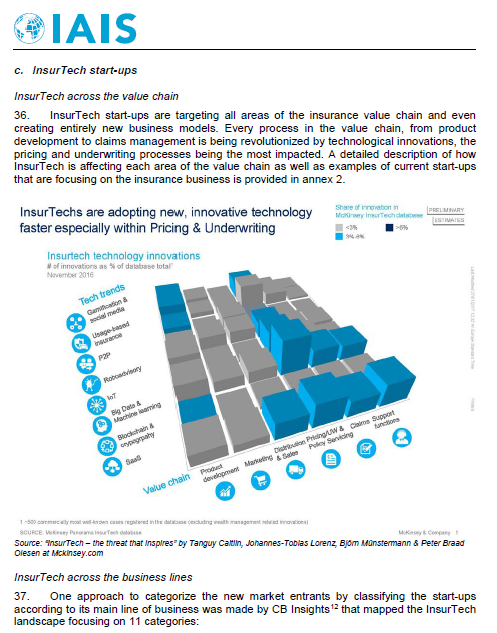 IAIS
c. InsurTech start-ups
InsurTech across the value chain
36. InsurTech start-ups are targeting all areas of the insurance value chain and even
creating entirely new business models. Every process in the value chain, from product
development to claims management is being revolutionized by technological innovations, the
pricing and underwriting processes being the most impacted. A detailed description of how
InsurTech is affecting each area of the value chain as well as examples of current start-ups
that are focusing on the insurance business is provided in annex 2.
InsurTechs are adopting new, innovative technology
faster especially within Pricing & Underwriting
Share of innovation in
McKinsey InsurTech database
<3%
>6%
3%-6%
PRELIMINARY
ESTIMATES
Insurtech technology innovations
# of innovations as % of database total¹
November 2016
Tech trends
Gamification &
social media
Usage-based
insurance
P2P
Roboadvisory
IoT
Big Data &
Machine learning
Blockchain &
crypography
SaaS
Value chain
Product
development
Marketing
Distribution
& Sales
Pricing/UW &
Policy Servicing
Claims
Support
functions
1 ~500 commercially most well-known cases registered in the database (excluding wealth management related innovations)
SOURCE: McKinsey Panorama InsurTech database
McKinsey & Company 1
Source: "InsurTech – the threat that inspires" by Tanguy Catlin, Johannes-Tobias Lorenz, Björn Münstermann & Peter Braad
Olesen at Mckinsey.com
InsurTech across the business lines
37. One approach to categorize the new market entrants by classifying the start-ups
according to its main line of business was made by CB Insights¹² that mapped the InsurTech
landscape focusing on 11 categories: